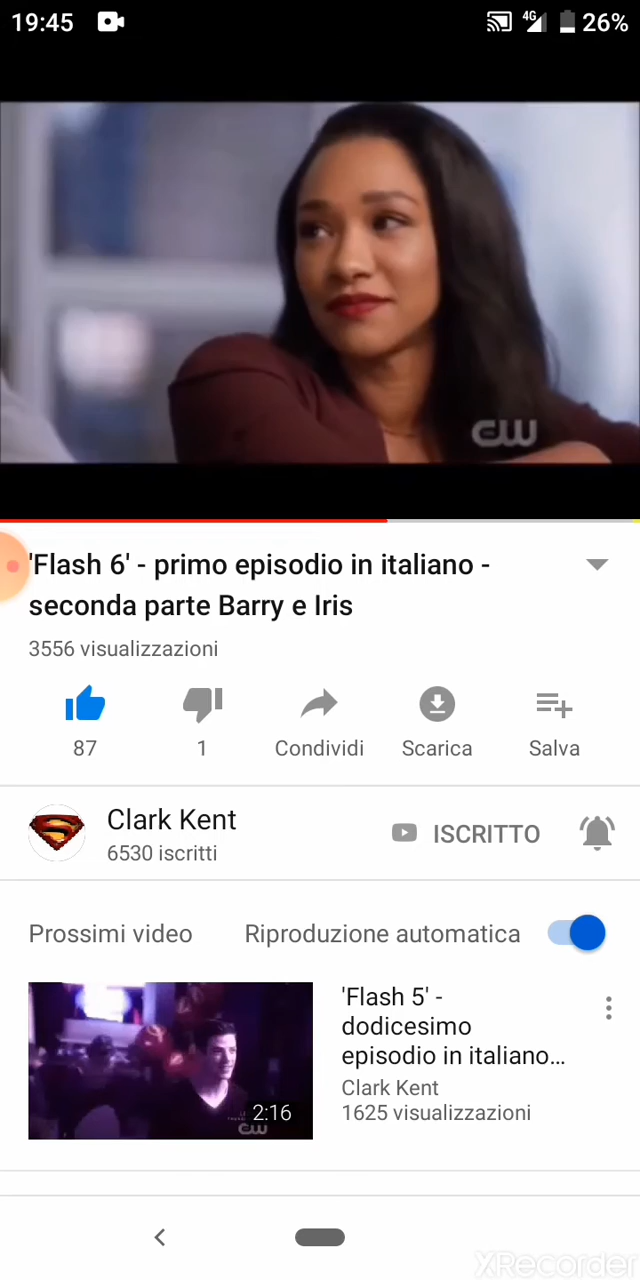 19:45
4G
26%
CW
'Flash 6' - primo episodio in italiano -
seconda parte Barry e Iris
3556 visualizzazioni
87
1
Condividi
Scarica
Salva
Clark Kent
6530 iscritti
ISCRITTO
Prossimi video
Riproduzione automatica
2:16
CW
'Flash 5' -
dodicesimo
episodio in italiano...
Clark Kent
1625 visualizzazioni
XRecorder